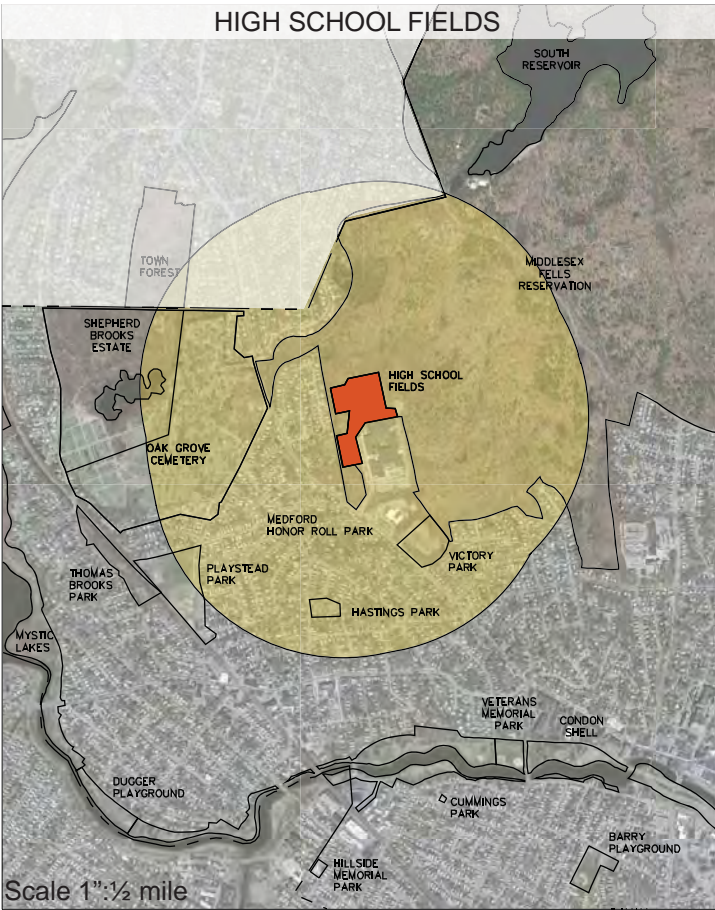 HIGH SCHOOL FIELDS
SOUTH
RESERVOIR
TOWN
FOREST
MIDDLESEX
FELLS
RESERVATION
SHEPHERD
BROOKS
ESTATE
HIGH SCHOOL
FIELDS
OAK GROVE
CEMETERY
MEDFORD
HONOR ROLL PARK
VICTORY
PARK
THOMAS
BROOKS
PARK
PLAYSTEAD
PARK
HASTINGS PARK
MYSTIC
LAKES
VETERANS
MEMORIAL
PARK
CONDON
SHELL
DUGGER
PLAYGROUND
CUMMINGS
PARK
BARRY
PLAYGROUND
HILLSIDE
MEMORIAL
PARK
Scale 1":½ mile